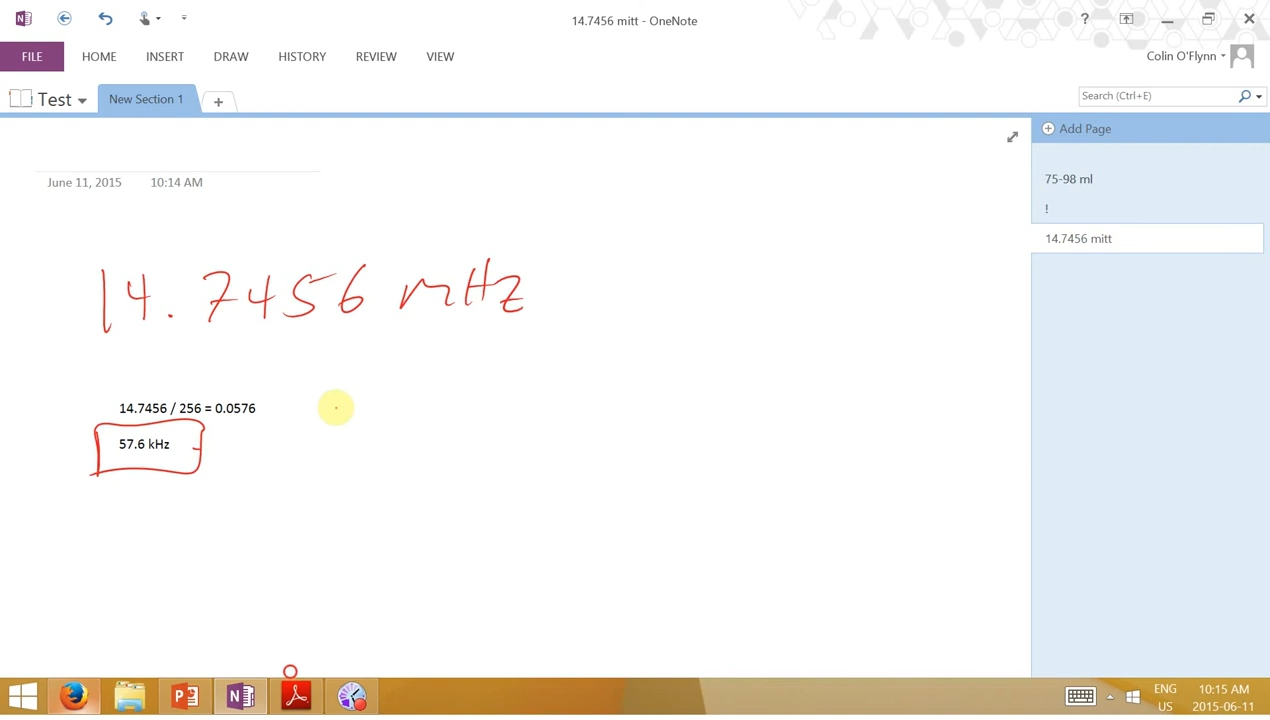 14.7456 mitt - OneNote
?
FILE HOME INSERT DRAW HISTORY REVIEW VIEW
Colin O'Flynn
Test
New Section 1
+
Search (Ctrl+E)
Add Page
June 11, 2015 10:14 AM
75-98 ml
!
14.7456 mitt
14.7456 mHz
14.7456 / 256 = 0.0576
57.6 kHz
ENG 10:15 AM
US 2015-06-11